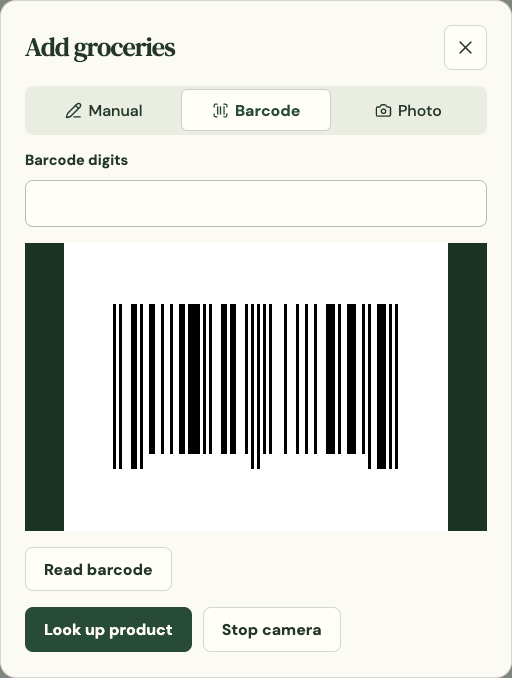 Add groceries
Manual
Barcode
Photo
Barcode digits
Read barcode
Look up product
Stop camera